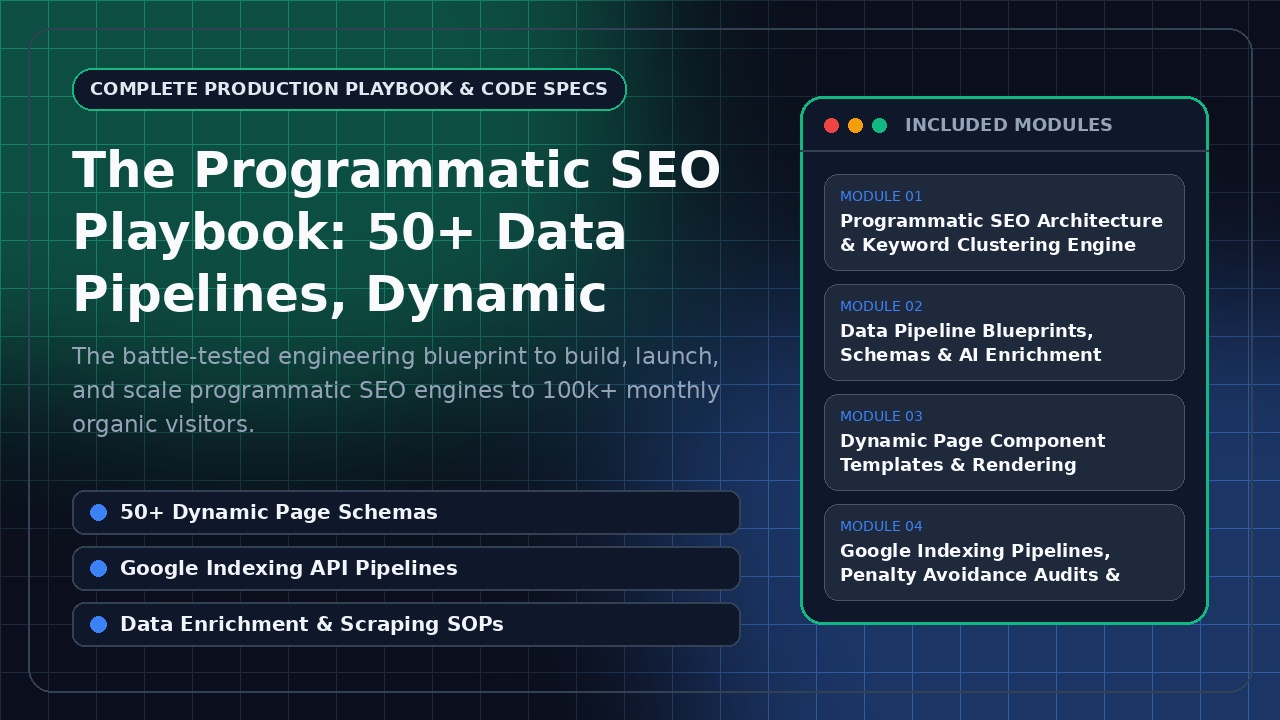 COMPLETE PRODUCTION PLAYBOOK & CODE SPECS
The Programmatic SEO
Playbook: 50+ Data
Pipelines, Dynamic
The battle-tested engineering blueprint to build, launch,
and scale programmatic SEO engines to 100k+ monthly
organic visitors.
50+ Dynamic Page Schemas
Google Indexing API Pipelines
Data Enrichment & Scraping SOPs
INCLUDED MODULES
MODULE 01
Programmatic SEO Architecture
& Keyword Clustering Engine
MODULE 02
Data Pipeline Blueprints,
Schemas & AI Enrichment
MODULE 03
Dynamic Page Component
Templates & Rendering
MODULE 04
Google Indexing Pipelines,
Penalty Avoidance Audits &